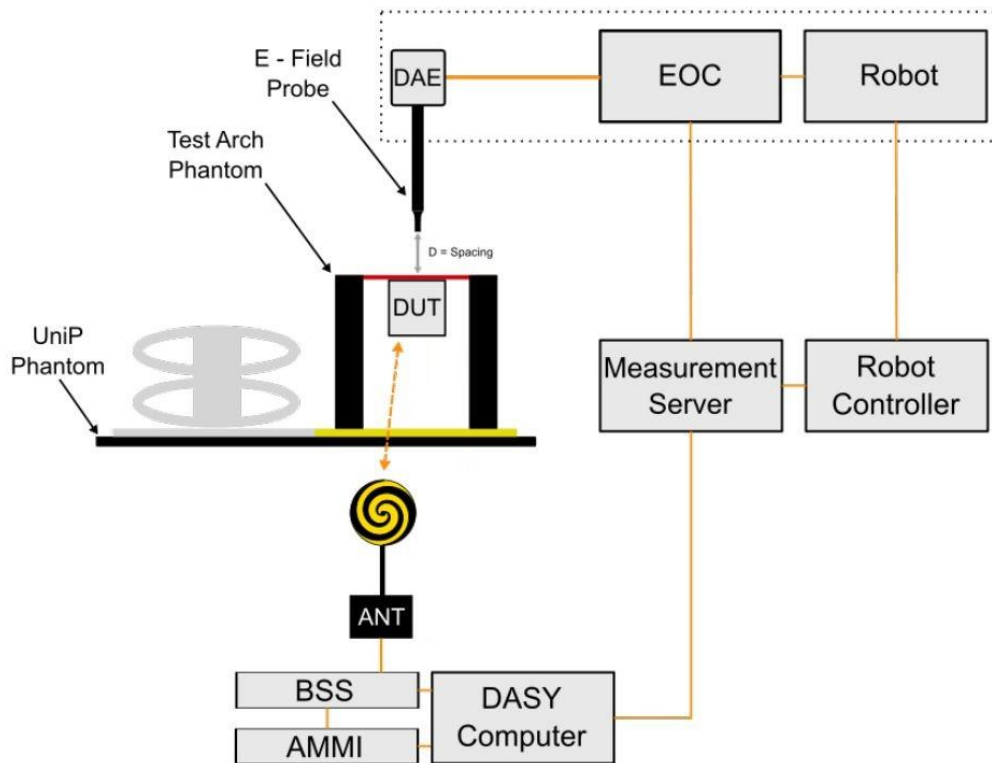 E - Field
Probe
DAE
EOC
Robot
Test Arch
Phantom
D = Spacing
DUT
UniP
Phantom
Measurement
Server
Robot
Controller
ANT
BSS
DASY
Computer
AMMI